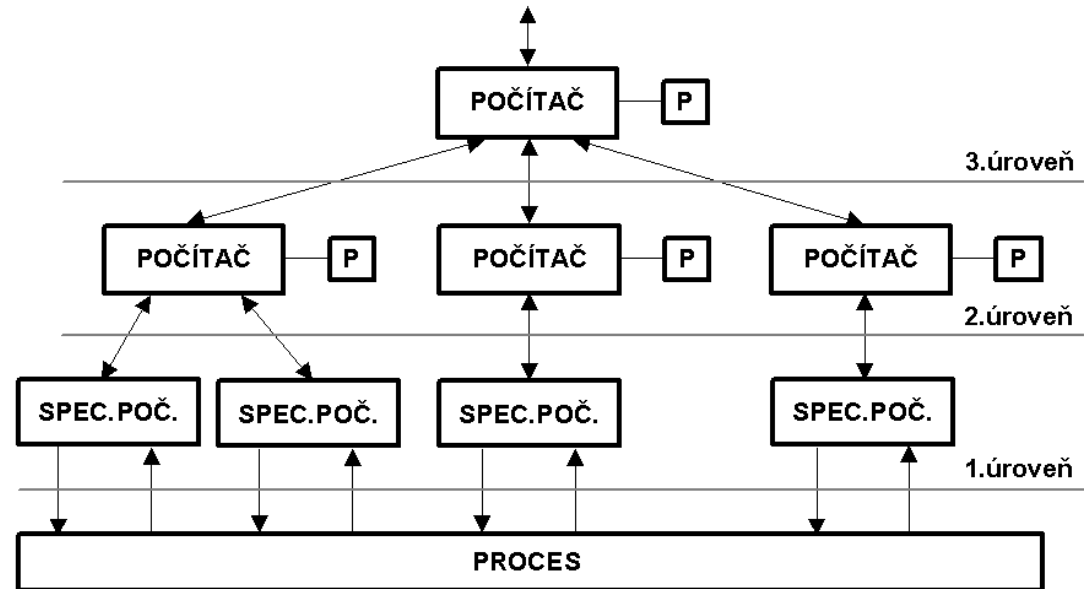 POČÍTAČ P
3.úroveň
POČÍTAČ P POČÍTAČ P POČÍTAČ P
2.úroveň
SPEC.POČ. SPEC.POČ. SPEC.POČ. SPEC.POČ.
1.úroveň
PROCES